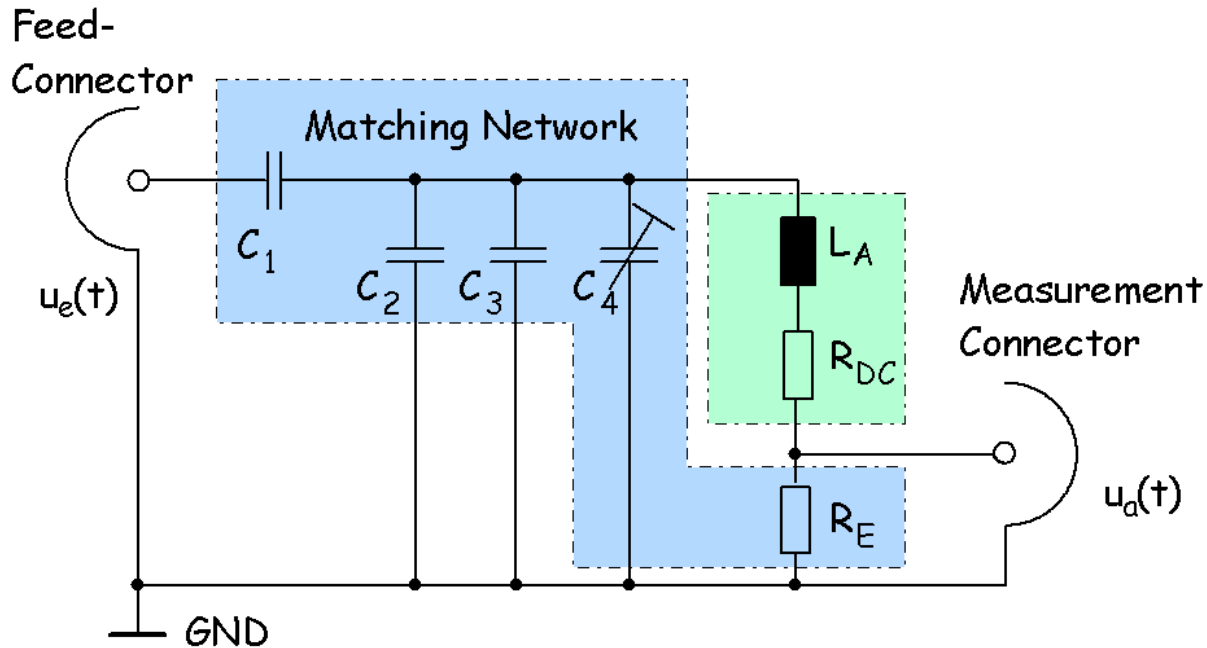 Feed-
Connector
Matching Network
C1
C2
C3
C4
ue(t)
LA
RDC
Measurement
Connector
RE
ua(t)
GND